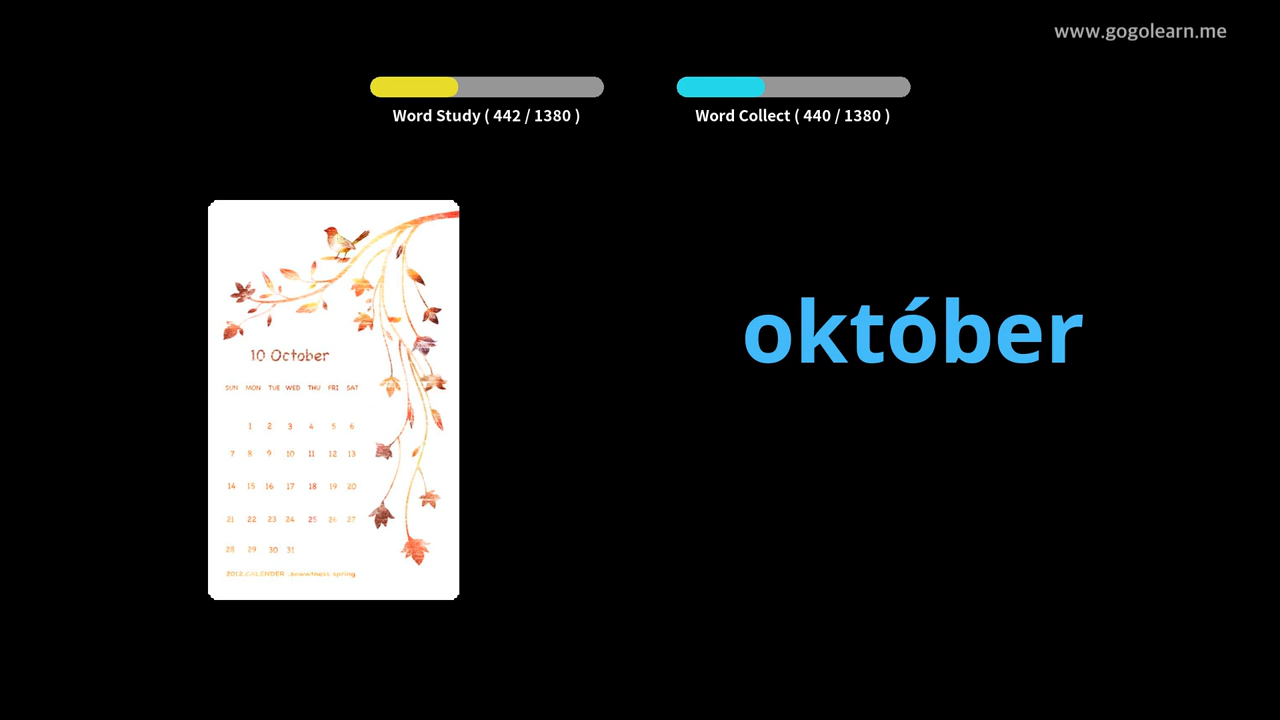 www.gogolearn.me
Word Study ( 442 / 1380 )
Word Collect ( 440 / 1380 )
október
10 October
SUN MON TUE WED THU FRI SAT
1 2 3 4 5 6
7 8 9 10 11 12 13
14 15 16 17 18 19 20
21 22 23 24 25 26 27
28 29 30 31
2012.CALENDER